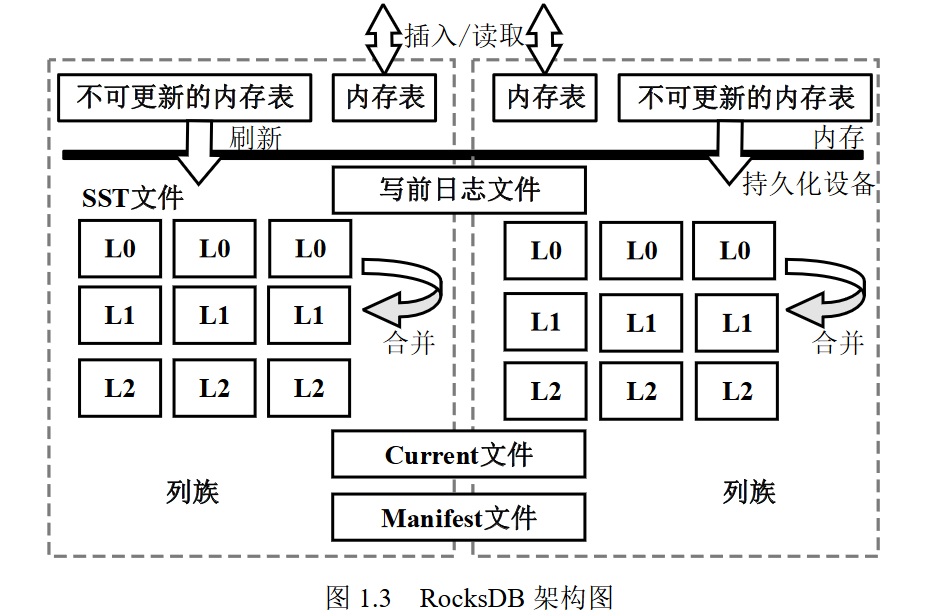 插入/读取
不可更新的内存表 内存表 内存表 不可更新的内存表
刷新 内存
写前日志文件 持久化设备
SST文件
L0 L0 L0 L0 L0 L0
L1 L1 L1 L1 L1 L1
合并 合并
L2 L2 L2 L2 L2 L2
Current文件
列族 列族
Manifest文件
图 1.3 RocksDB 架构图